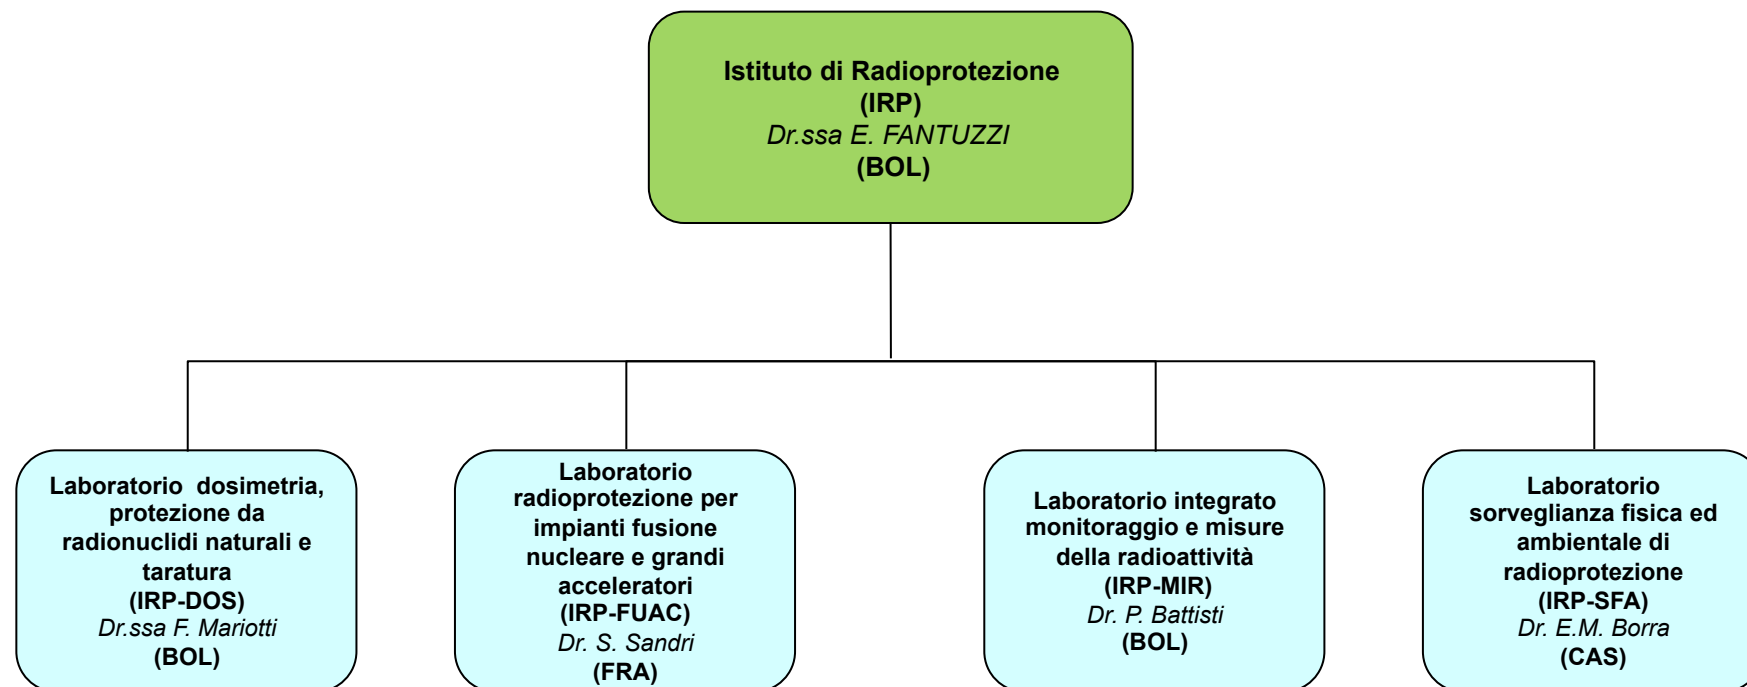 Istituto di Radioprotezione
(IRP)
Dr.ssa E. FANTUZZI
(BOL)
Laboratorio dosimetria,
protezione da
radionuclidi naturali e
taratura
(IRP-DOS)
Dr.ssa F. Mariotti
(BOL)
Laboratorio
radioprotezione per
impianti fusione
nucleare e grandi
acceleratori
(IRP-FUAC)
Dr. S. Sandri
(FRA)
Laboratorio integrato
monitoraggio e misure
della radioattività
(IRP-MIR)
Dr. P. Battisti
(BOL)
Laboratorio
sorveglianza fisica ed
ambientale di
radioprotezione
(IRP-SFA)
Dr. E.M. Borra
(CAS)